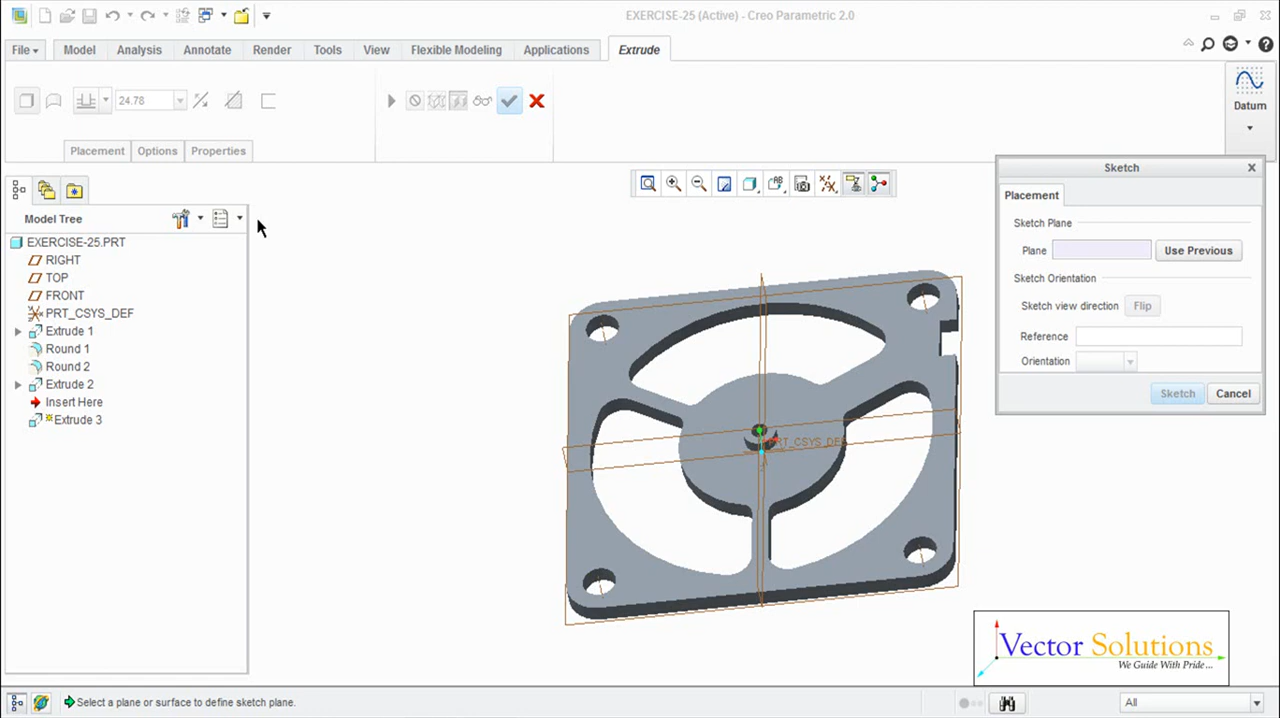 EXERCISE-25 (Active) - Creo Parametric 2.0
File Model Analysis Annotate Render Tools View Flexible Modeling Applications Extrude
24.78
Datum
Placement Options Properties
Model Tree
EXERCISE-25.PRT
RIGHT
TOP
FRONT
PRT_CSYS_DEF
Extrude 1
Round 1
Round 2
Extrude 2
Insert Here
Extrude 3
PRT_CSYS_DEF
Sketch
Placement
Sketch Plane
Plane Use Previous
Sketch Orientation
Sketch view direction Flip
Reference
Orientation
Sketch Cancel
Vector Solutions
We Guide With Pride...
Select a plane or surface to define sketch plane.
All